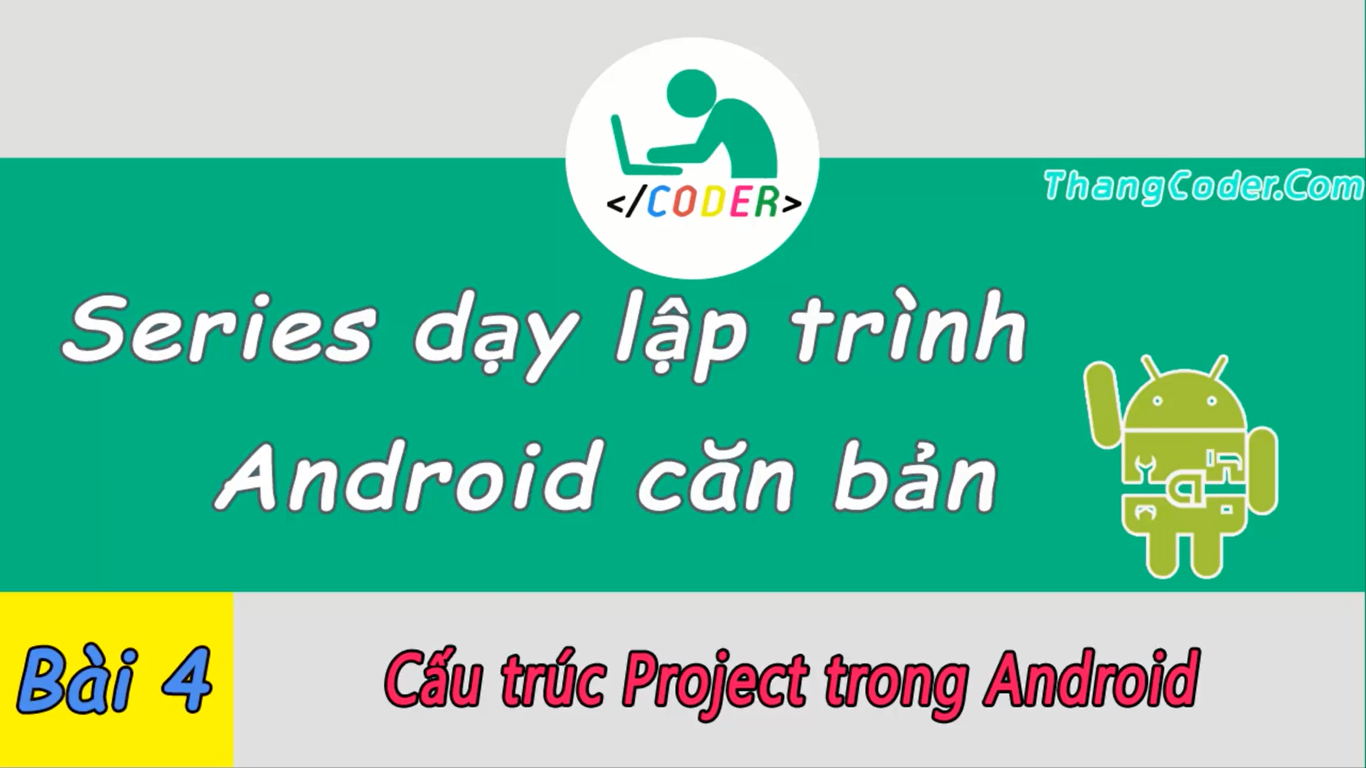 </CODER>
ThangCoder.Com
Series dạy lập trình
Android căn bản
Bài 4
Cấu trúc Project trong Android